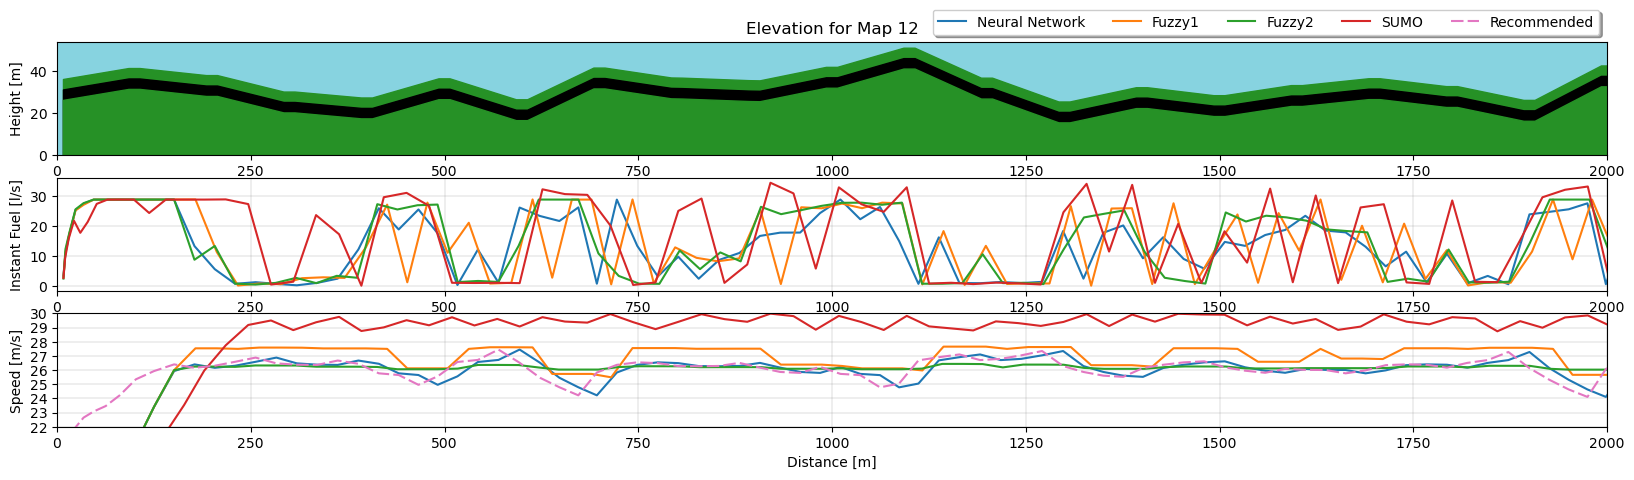 Elevation for Map 12
Neural Network Fuzzy1 Fuzzy2 SUMO Recommended
Height [m]
40
20
0
0 250 500 750 1000 1250 1500 1750 2000
Instant Fuel [l/s]
30
20
10
0
0 250 500 750 1000 1250 1500 1750 2000
Speed [m/s]
30
29
28
27
26
25
24
23
22
0 250 500 750 1000 1250 1500 1750 2000
Distance [m]